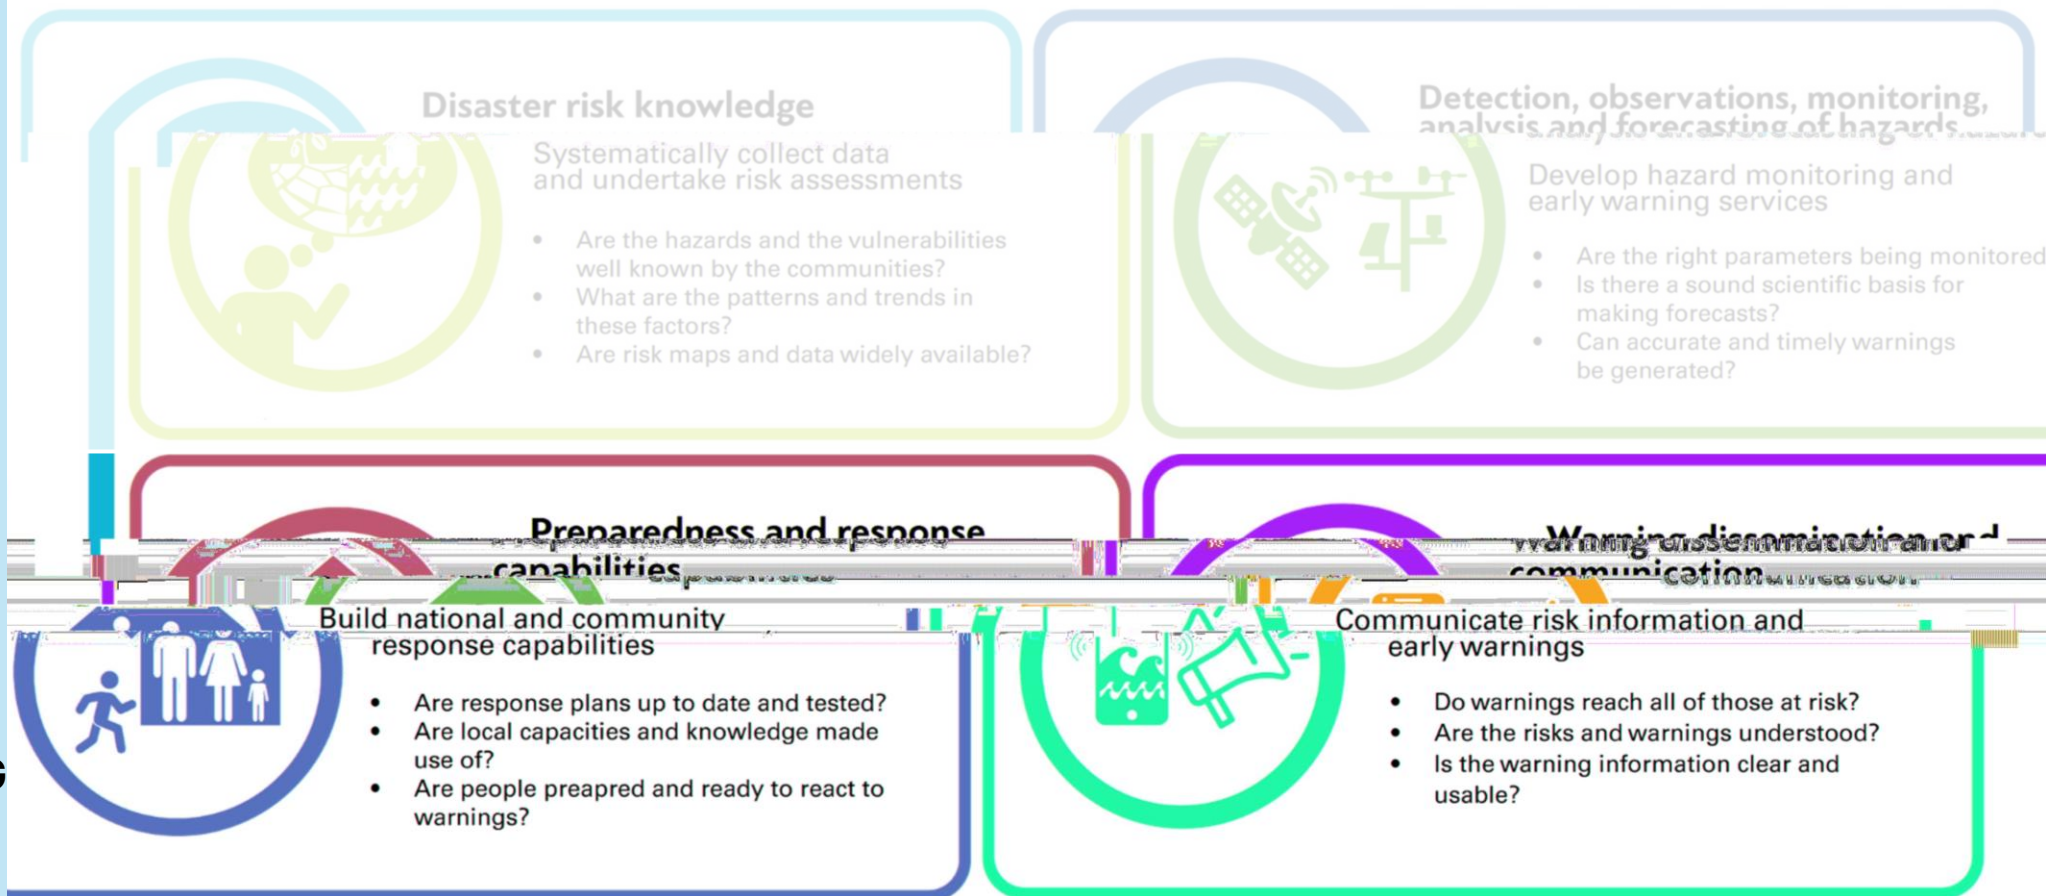 Disaster risk knowledge
Systematically collect data
and undertake risk assessments
• Are the hazards and the vulnerabilities
well known by the communities?
• What are the patterns and trends in
these factors?
• Are risk maps and data widely available?
Detection, observations, monitoring,
analysis and forecasting of hazards
Develop hazard monitoring and
early warning services
• Are the right parameters being monitored
• Is there a sound scientific basis for
making forecasts?
• Can accurate and timely warnings
be generated?
Preparedness and response
capabilities
Build national and community
response capabilities
• Are response plans up to date and tested?
• Are local capacities and knowledge made
use of?
• Are people preapred and ready to react to
warnings?
Warning dissemination and
communication
Communicate risk information and
early warnings
• Do warnings reach all of those at risk?
• Are the risks and warnings understood?
• Is the warning information clear and
usable?